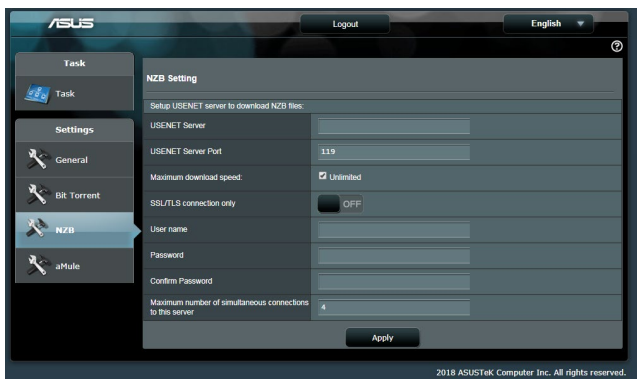 ASUS
Logout
English
Task
Task
Settings
General
Bit Torrent
NZB
aMule
NZB Setting
Setup USENET server to download NZB files:
USENET Server
USENET Server Port 119
Maximum download speed: Unlimited
SSL/TLS connection only OFF
User name
Password
Confirm Password
Maximum number of simultaneous connections
to this server 4
Apply
2018 ASUSTeK Computer Inc. All rights reserved.